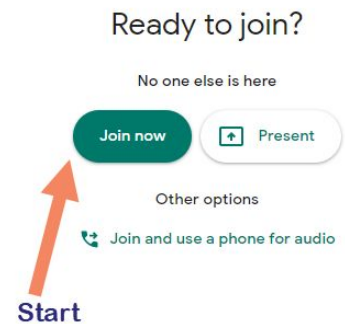 Ready to join?
No one else is here
Join now Present
Other options
Join and use a phone for audio
Start